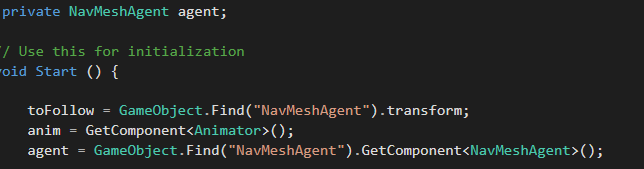 private NavMeshAgent agent;
// Use this for initialization
void Start () {
toFollow = GameObject.Find("NavMeshAgent").transform;
anim = GetComponent<Animator>();
agent = GameObject.Find("NavMeshAgent").GetComponent<NavMeshAgent>();